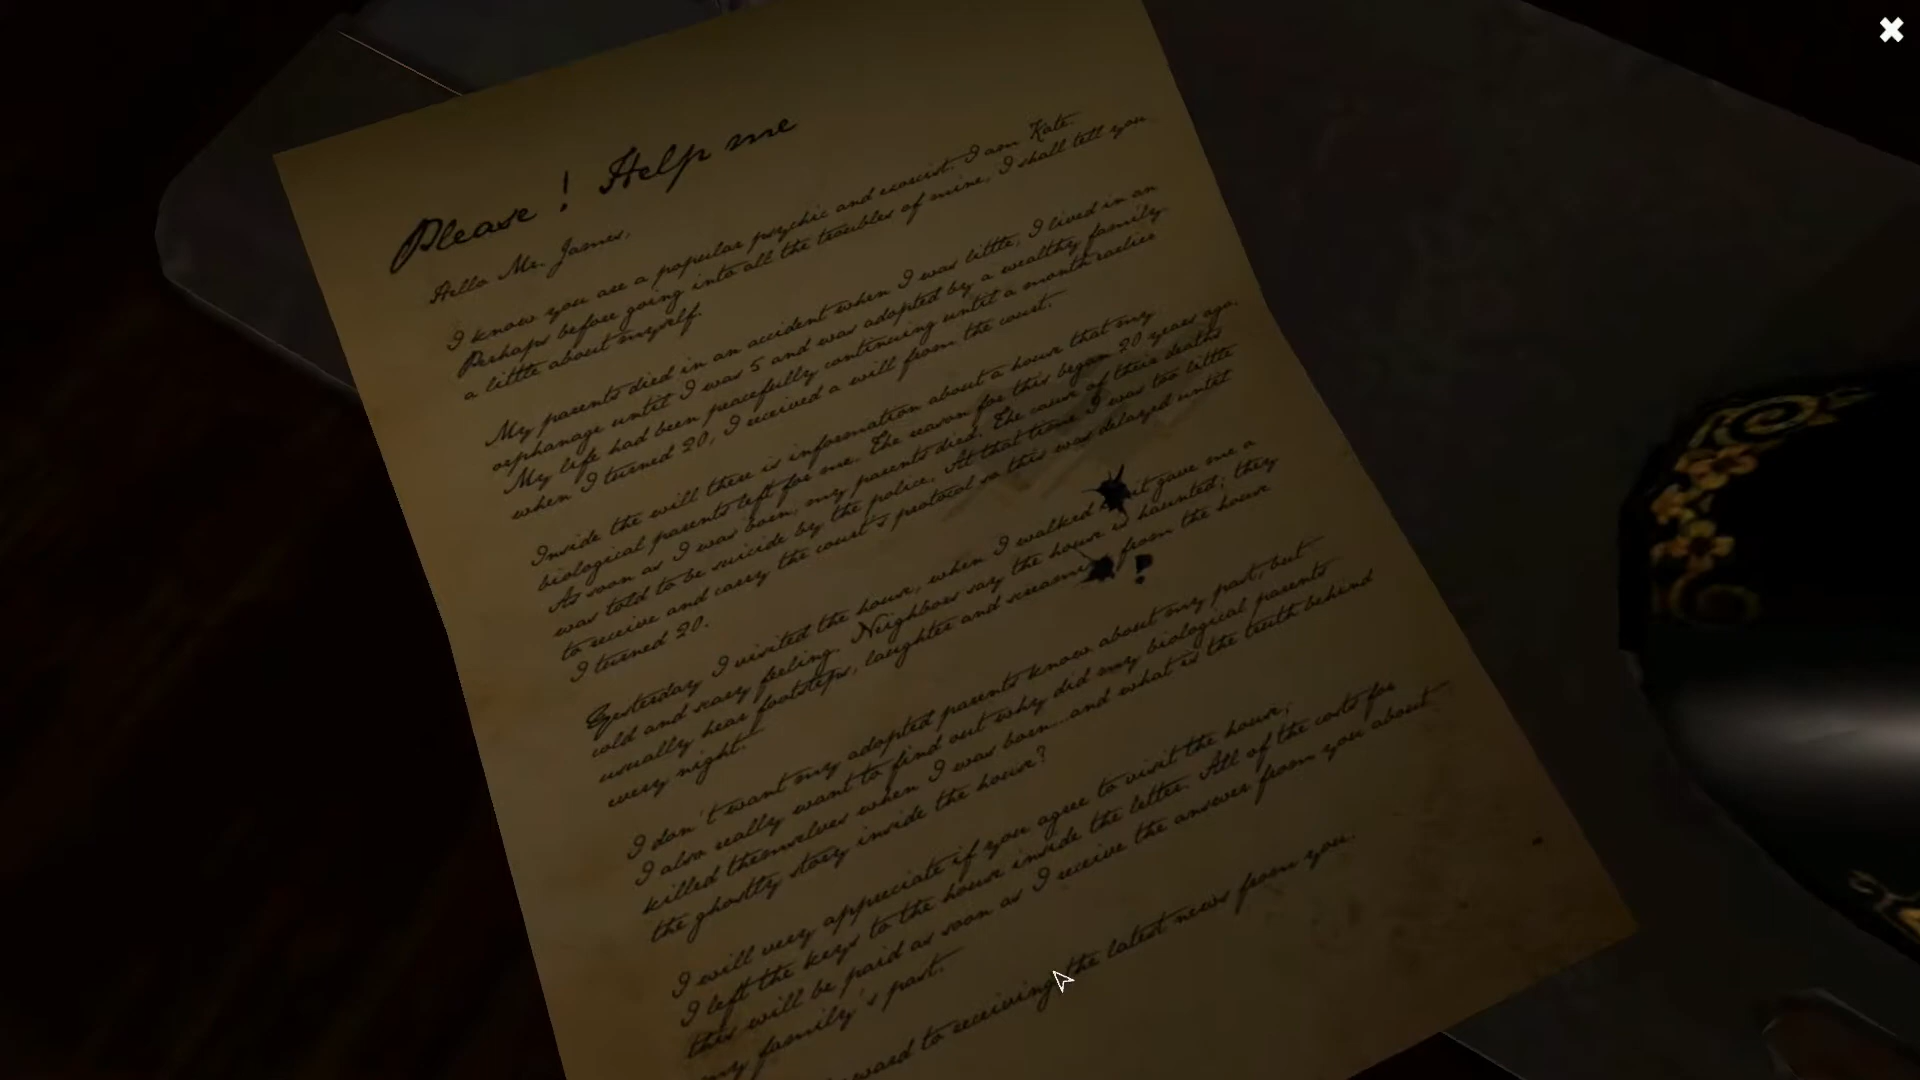 Please ! Help me
Hello Mr. James,
I know you are a popular psychic and exorcist. I am Kate.
Perhaps before going into all the troubles of mine, I shall tell you
a little about myself.
My parents died in an accident when I was little, I lived in an
orphanage until I was 5 and was adopted by a wealthy family.
My life had been peacefully continuing until a month earlier
when I turned 20, I received a will from the court.
Inside the will there is information about a house that my
biological parents left for me. The reason for this began 20 years ago.
As soon as I was born, my parents died. The cause of their deaths
was told to be suicide by the police. At that time I was too little
to receive and carry the court's protocol so this was delayed until
I turned 20.
Yesterday I visited the house, when I walked it gave me a
cold and scary feeling. Neighbors say the house is haunted; they
usually hear footsteps, laughter and screams from the house
every night."
I don't want my adopted parents know about my past, but
I also really want to find out why did my biological parents
killed themselves when I was born....and what is the truth behind
the ghostly story inside the house?
I will very appreciate if you agree to visit the house;
I left the keys to the house inside the letter. All of the costs for
this will be paid as soon as I receive the answer from you about
my family's past.
ward to receiving the latest news from you.